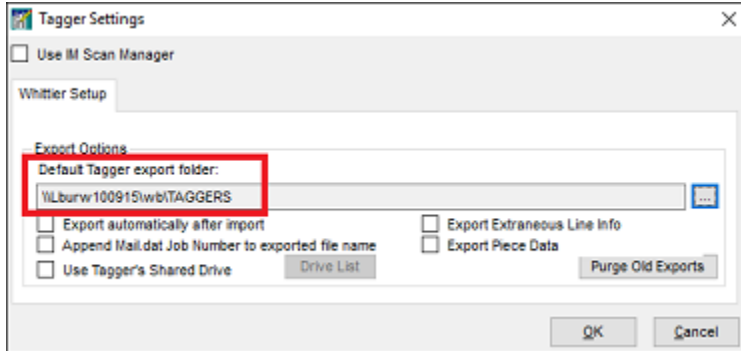 Tagger Settings
Use IM Scan Manager
Whittier Setup
Export Options
Default Tagger export folder:
\\Lburw100915\wb\TAGGERS
...
Export automatically after import
Export Extraneous Line Info
Append Mail.dat Job Number to exported file name
Export Piece Data
Use Tagger's Shared Drive
Drive List
Purge Old Exports
OK
Cancel